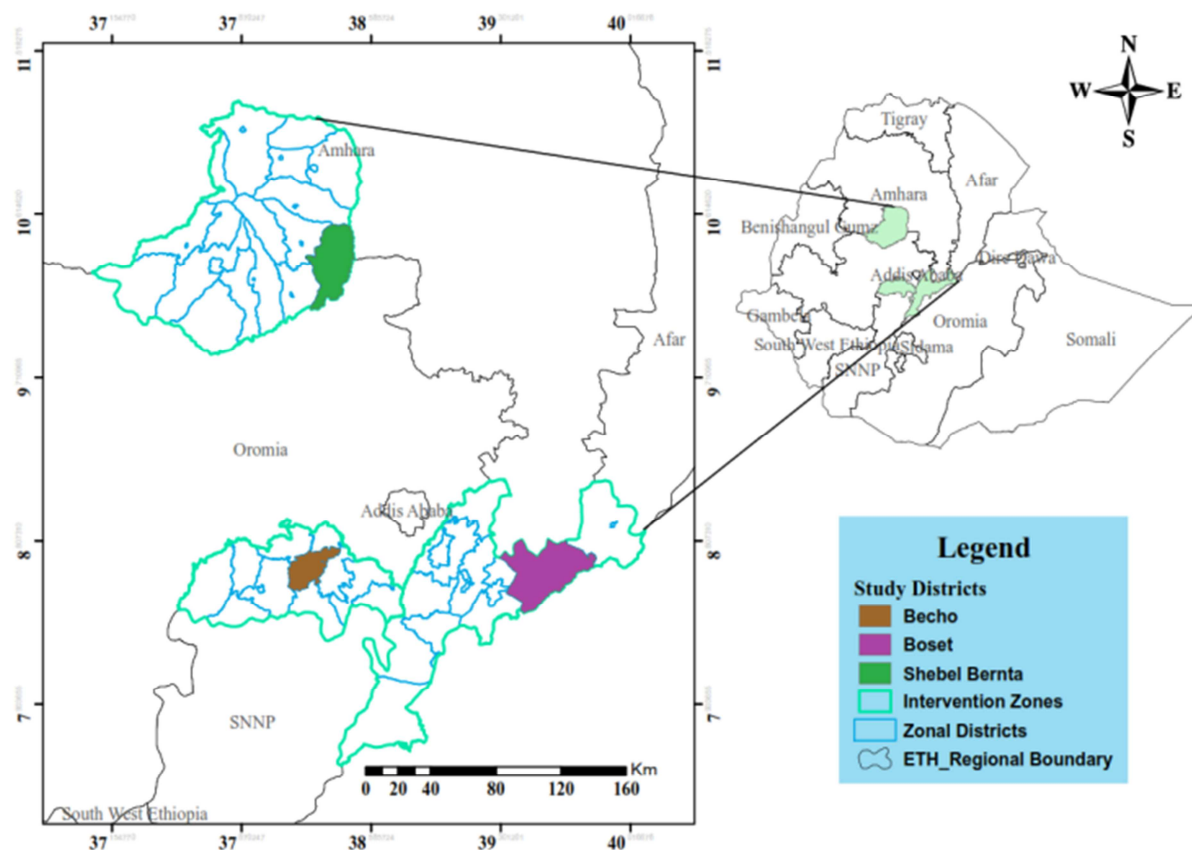 37 37 38 39 40
11
10
9
8
7
Amhara
Afar
Oromia
Addis Ababa
SNNP
South West Ethiopia
0 20 40 80 120 160
Km
37 37 38 39 40
11
10
9
8
7
N
W E
S
Tigray
Afar
Amhara
Benishangul Gumz
Dire Dawa
Addis Ababa
Gambela
Oromia
South West Ethiopia
Sidama
Somali
SNNP
Legend
Study Districts
Becho
Boset
Shebel Bernta
Intervention Zones
Zonal Districts
ETH_Regional Boundary